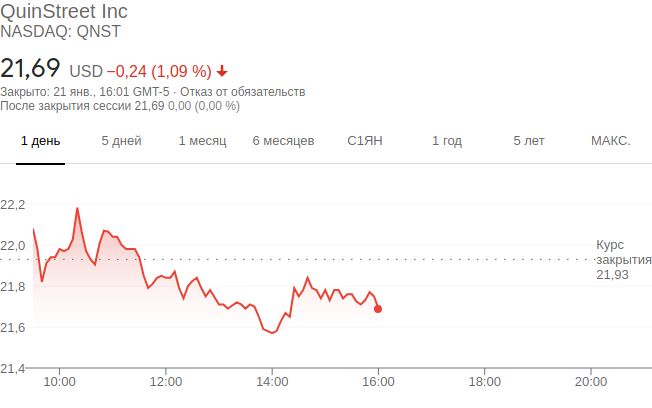 QuinStreet Inc
NASDAQ: QNST
21,69 USD −0,24 (1,09 %)
Закрыто: 21 янв., 16:01 GMT-5 · Отказ от обязательств
После закрытия сессии 21,69 0,00 (0,00 %)
1 день 5 дней 1 месяц 6 месяцев С1ЯН 1 год 5 лет МАКС.
22,2
22,0
21,8
21,6
21,4
Курс
закрытия
21,93
10:00 12:00 14:00 16:00 18:00 20:00